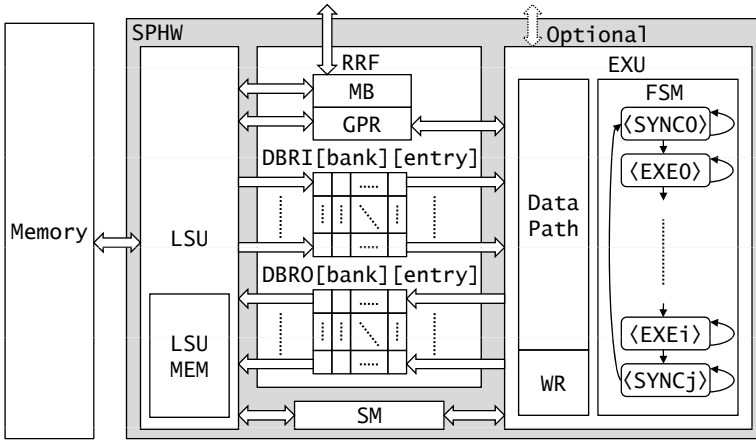 SPHW
Optional
RRF
EXU
MB
GPR
FSM
⟨SYNC0⟩
⟨EXE0⟩
DBRI[bank][entry]
Data
Path
Memory
LSU
DBRO[bank][entry]
LSU
MEM
⟨EXEi⟩
⟨SYNCj⟩
WR
SM